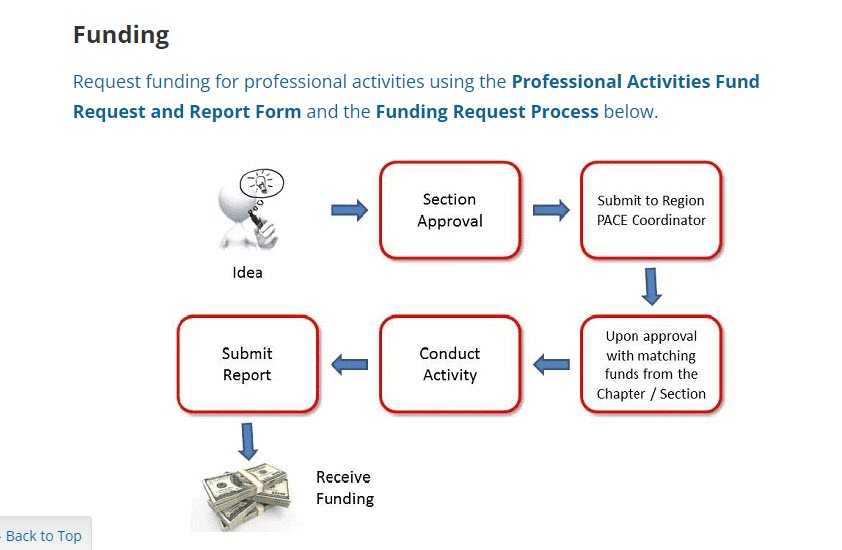 Funding
Request funding for professional activities using the Professional Activities Fund
Request and Report Form and the Funding Request Process below.
Idea
Section
Approval
Submit to Region
PACE Coordinator
Upon approval
with matching
funds from the
Chapter / Section
Conduct
Activity
Submit
Report
Receive
Funding
Back to Top